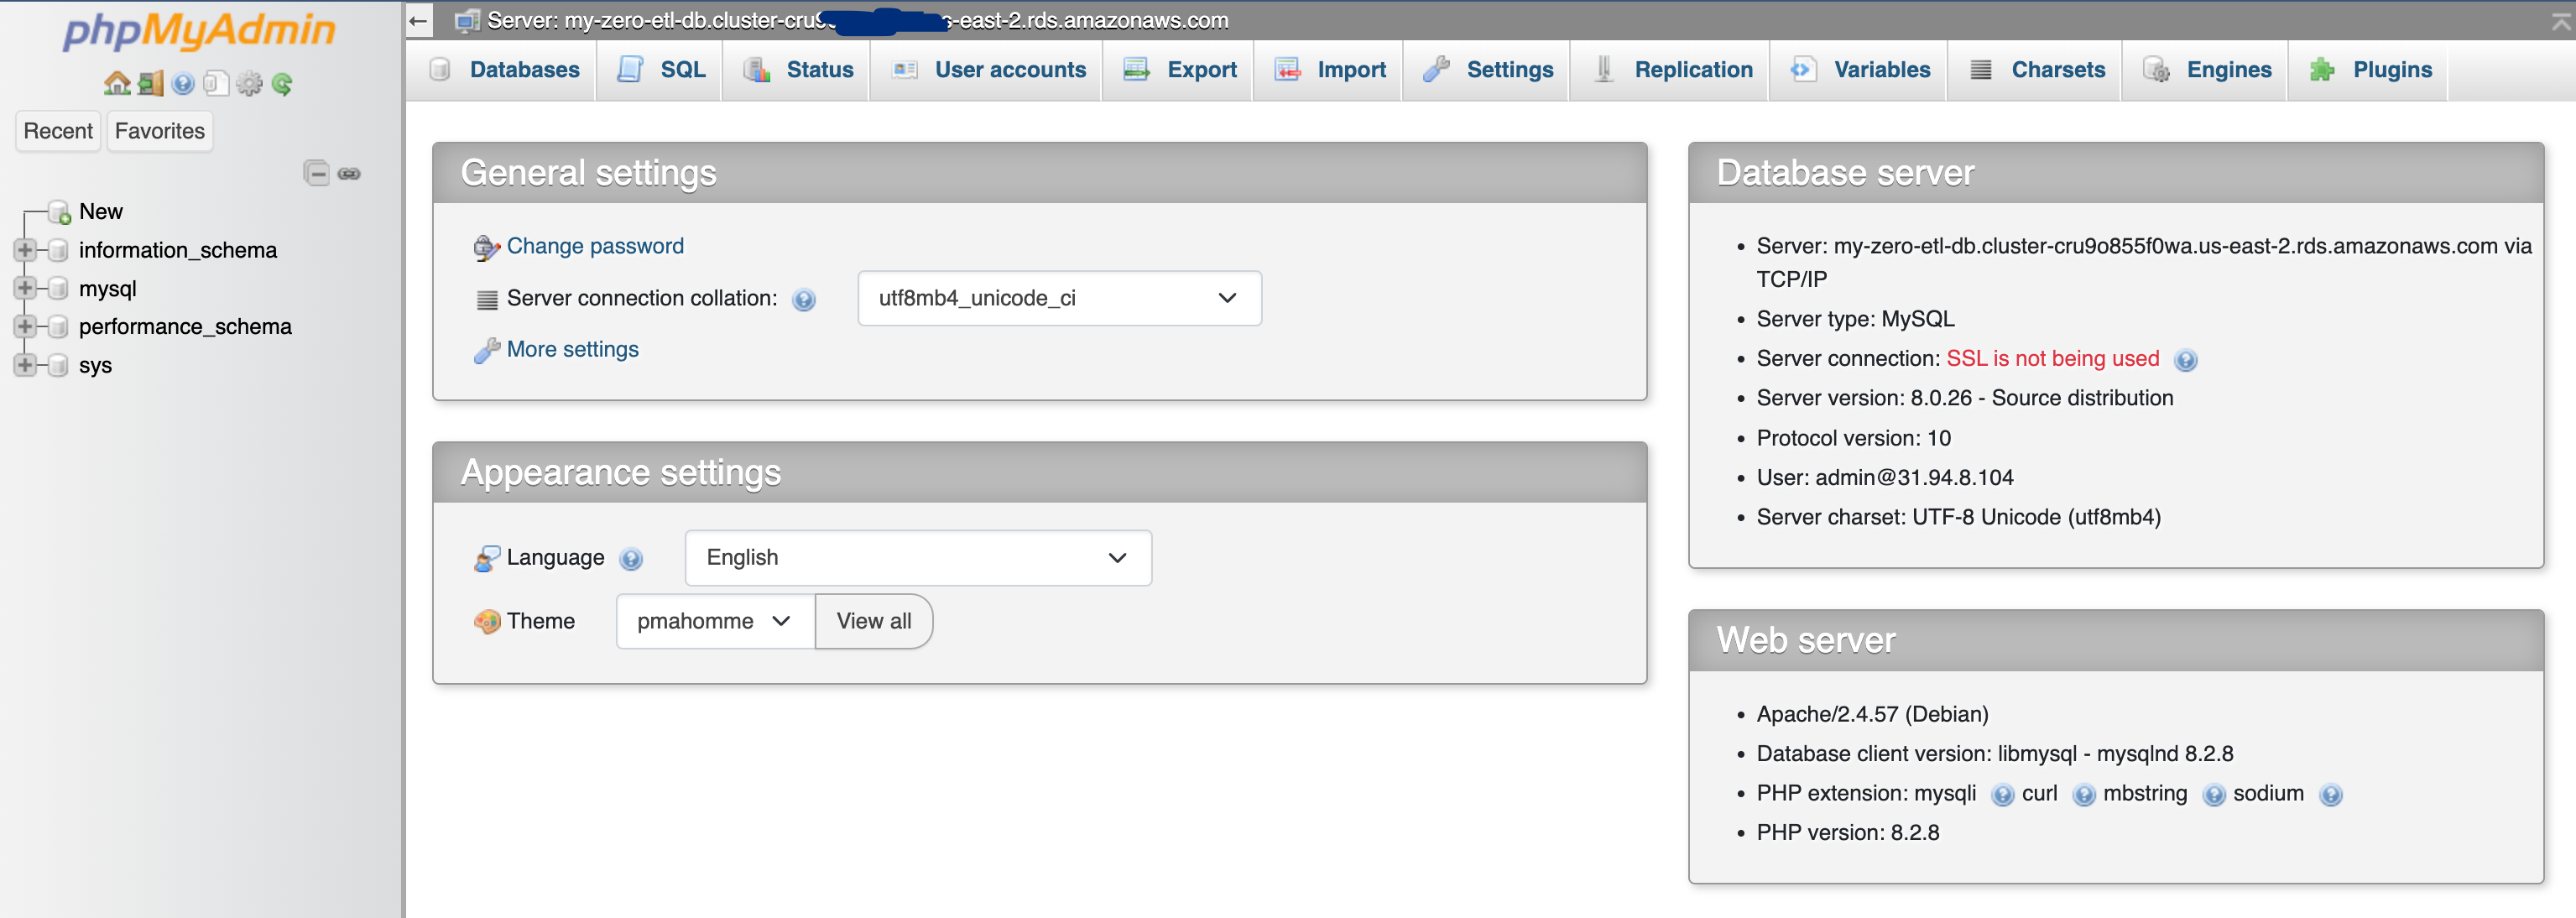 phpMyAdmin
Recent Favorites
New
information_schema
mysql
performance_schema
sys
Server: my-zero-etl-db.cluster-cru9 s-east-2.rds.amazonaws.com
Databases SQL Status User accounts Export Import Settings Replication Variables Charsets Engines Plugins
General settings
Change password
Server connection collation: utf8mb4_unicode_ci
More settings
Appearance settings
Language English
Theme pmahomme View all
Database server
• Server: my-zero-etl-db.cluster-cru9o855f0wa.us-east-2.rds.amazonaws.com via
TCP/IP
• Server type: MySQL
• Server connection: SSL is not being used
• Server version: 8.0.26 - Source distribution
• Protocol version: 10
• User: admin@31.94.8.104
• Server charset: UTF-8 Unicode (utf8mb4)
Web server
• Apache/2.4.57 (Debian)
• Database client version: libmysql - mysqlnd 8.2.8
• PHP extension: mysqli curl mbstring sodium
• PHP version: 8.2.8